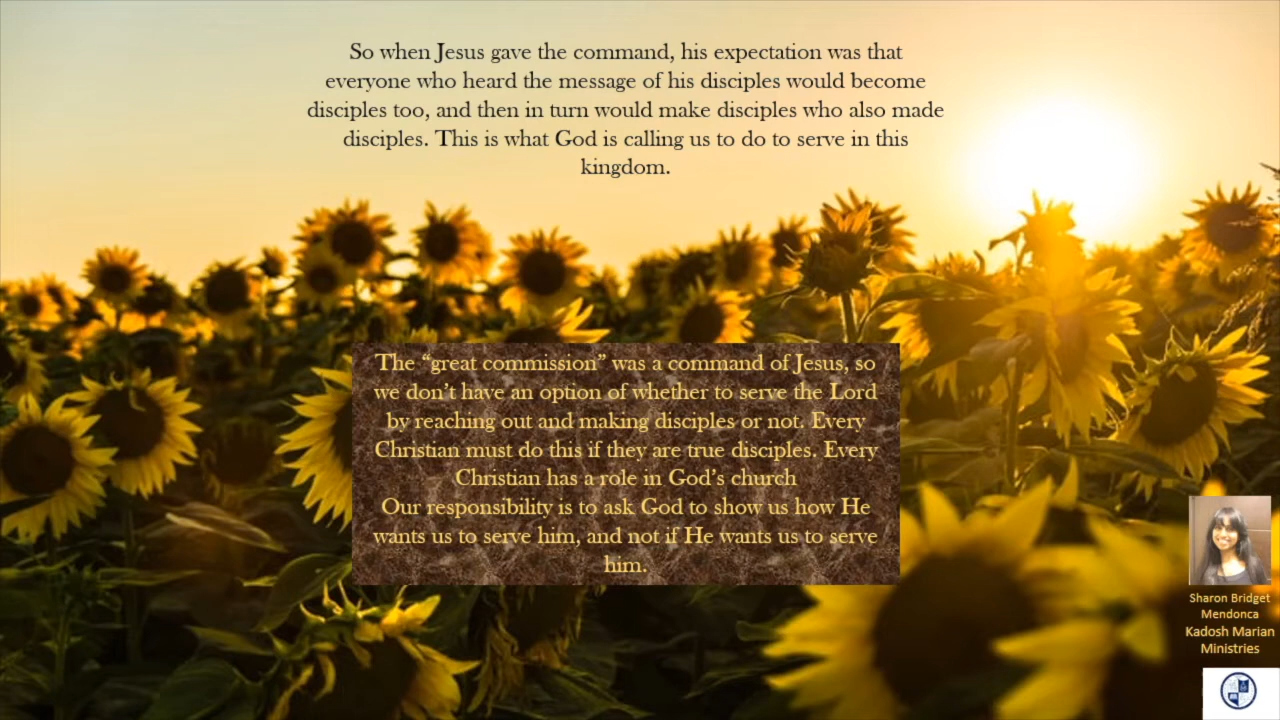 So when Jesus gave the command, his expectation was that
everyone who heard the message of his disciples would become
disciples too, and then in turn would make disciples who also made
disciples. This is what God is calling us to do to serve in this
kingdom.
The “great commission” was a command of Jesus, so
we don’t have an option of whether to serve the Lord
by reaching out and making disciples or not. Every
Christian must do this if they are true disciples. Every
Christian has a role in God’s church
Our responsibility is to ask God to show us how He
wants us to serve him, and not if He wants us to serve
him.
Sharon Bridget
Mendonca
Kadosh Marian
Ministries